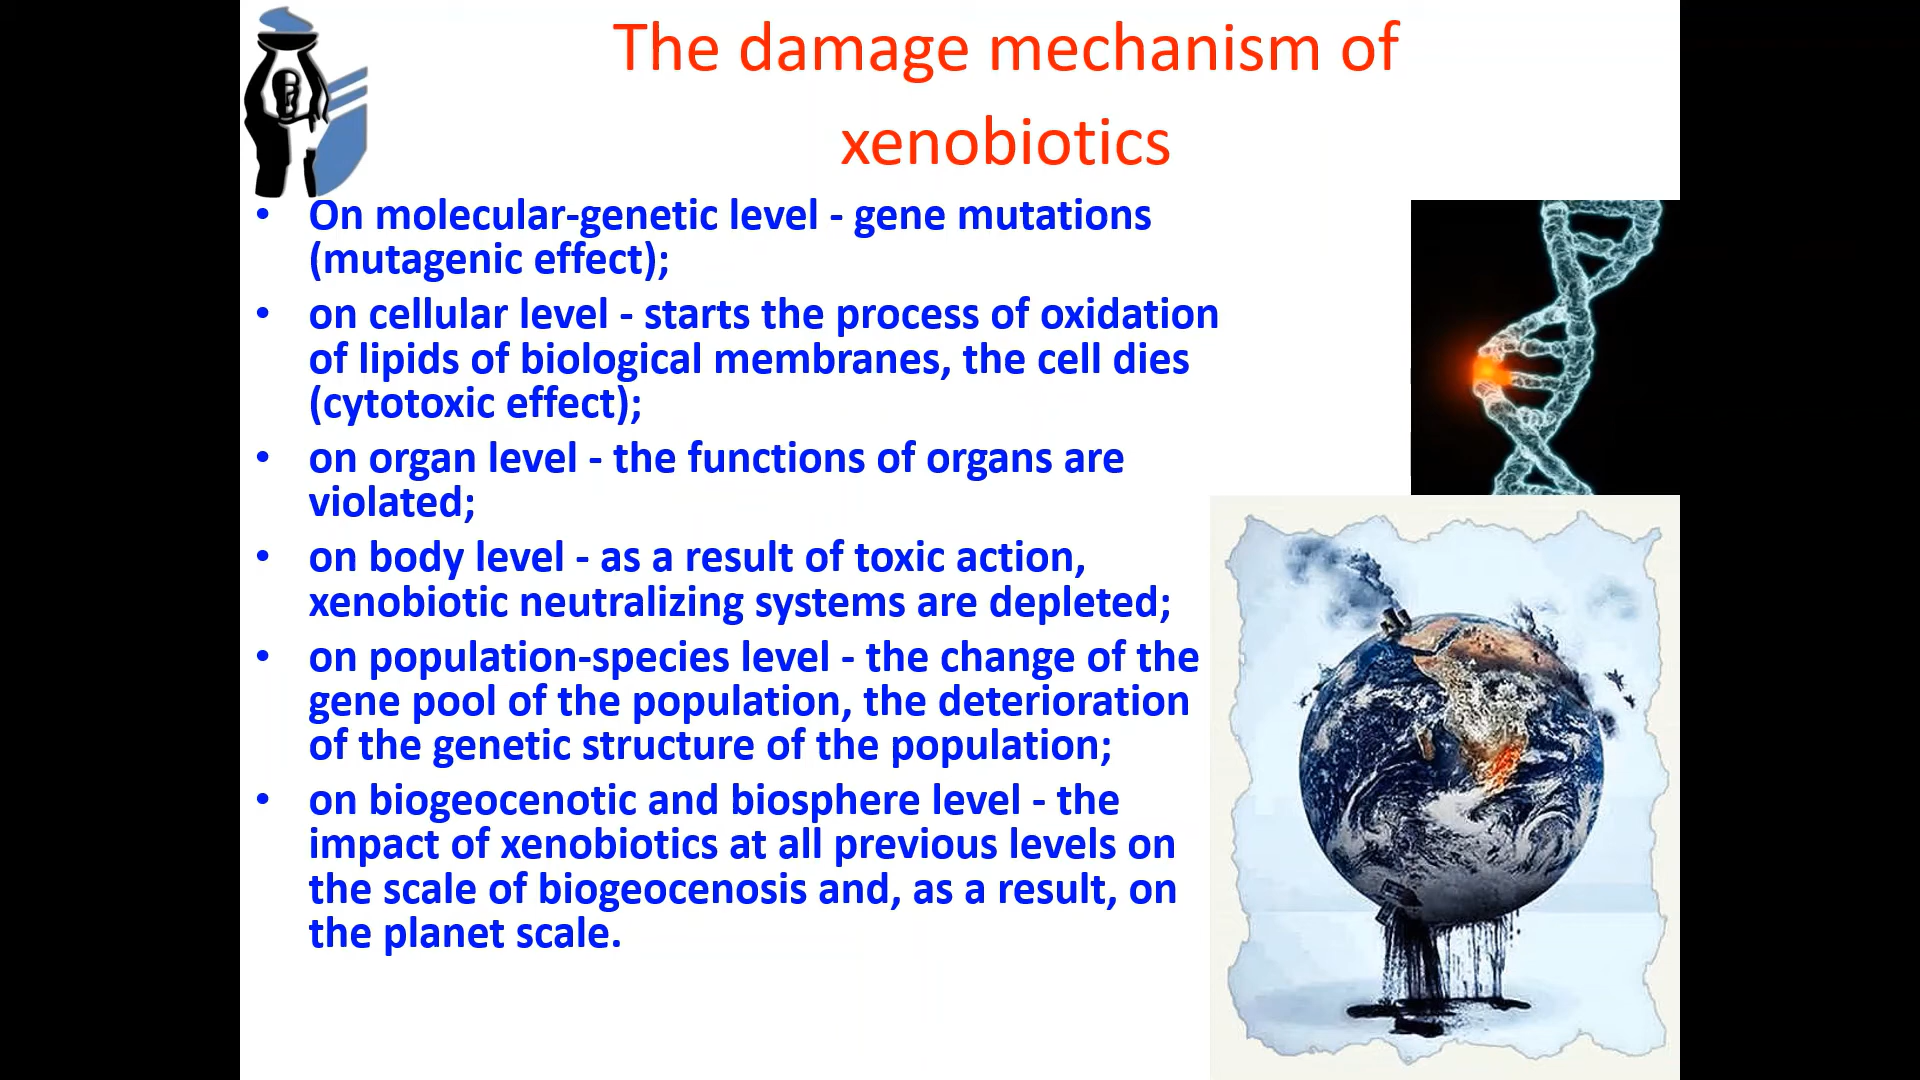 The damage mechanism of
xenobiotics
• On molecular-genetic level - gene mutations
(mutagenic effect);
• on cellular level - starts the process of oxidation
of lipids of biological membranes, the cell dies
(cytotoxic effect);
• on organ level - the functions of organs are
violated;
• on body level - as a result of toxic action,
xenobiotic neutralizing systems are depleted;
• on population-species level - the change of the
gene pool of the population, the deterioration
of the genetic structure of the population;
• on biogeocenotic and biosphere level - the
impact of xenobiotics at all previous levels on
the scale of biogeocenosis and, as a result, on
the planet scale.